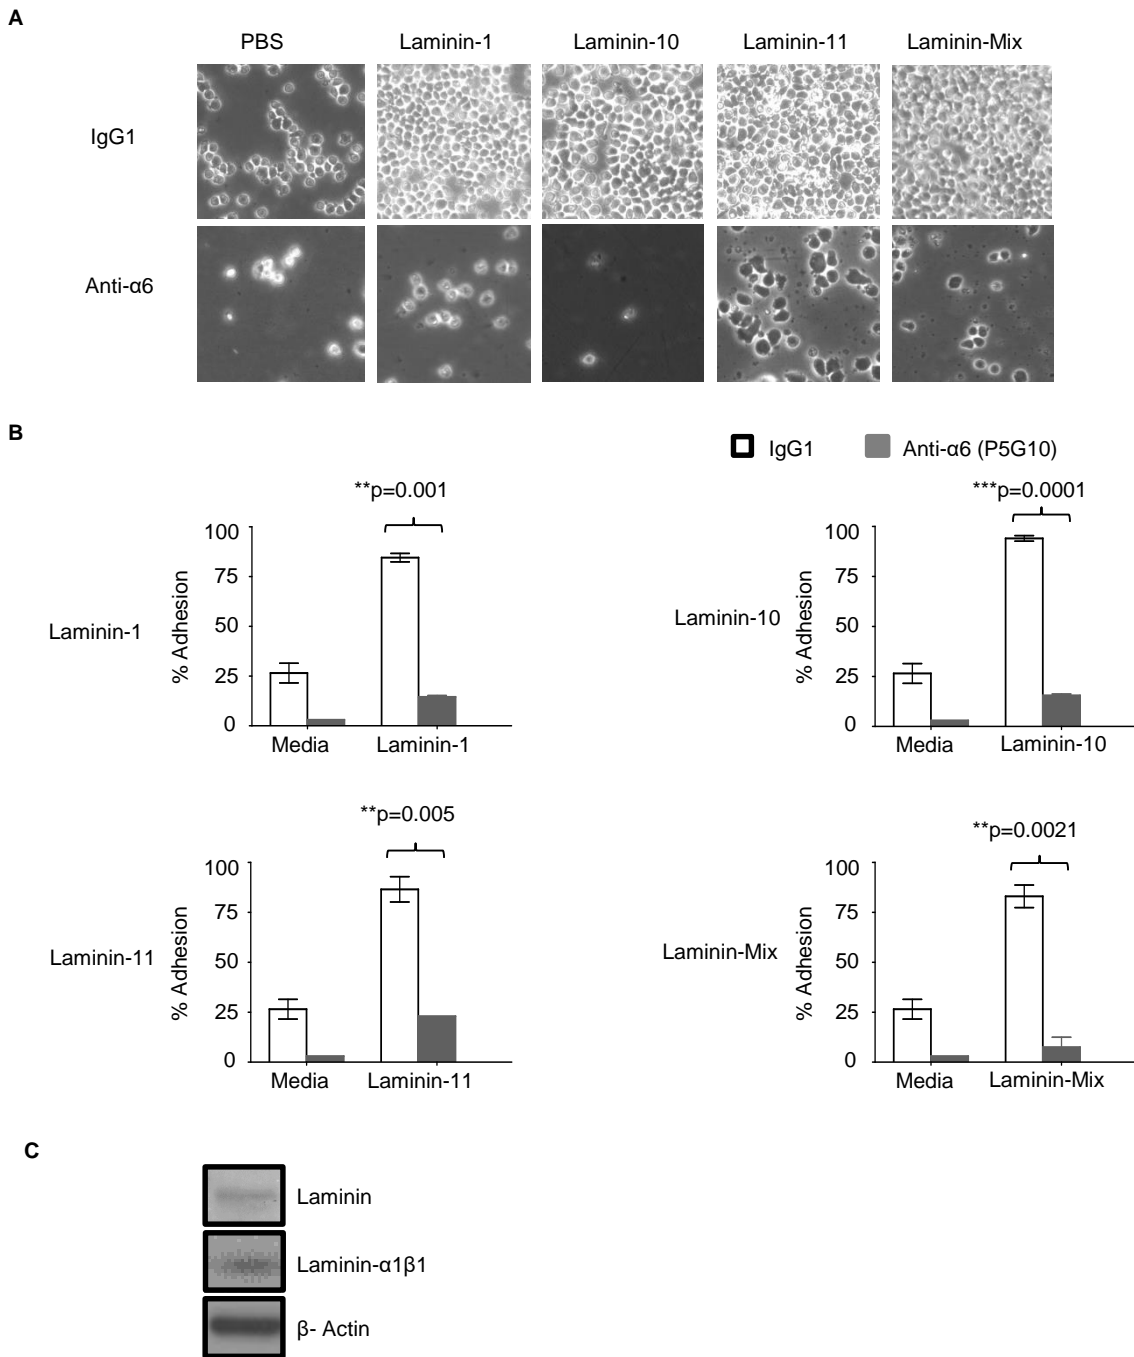 A
PBS Laminin-1 Laminin-10 Laminin-11 Laminin-Mix
IgG1
Anti-α6
B
IgG1 Anti-α6 (P5G10)
**p=0.001
100
75
50
25
0
% Adhesion
Laminin-1
Media Laminin-1
***p=0.0001
100
75
50
25
0
% Adhesion
Laminin-10
Media Laminin-10
**p=0.005
100
75
50
25
0
% Adhesion
Laminin-11
Media Laminin-11
**p=0.0021
100
75
50
25
0
% Adhesion
Laminin-Mix
Media Laminin-Mix
C
Laminin
Laminin-α1β1
β- Actin